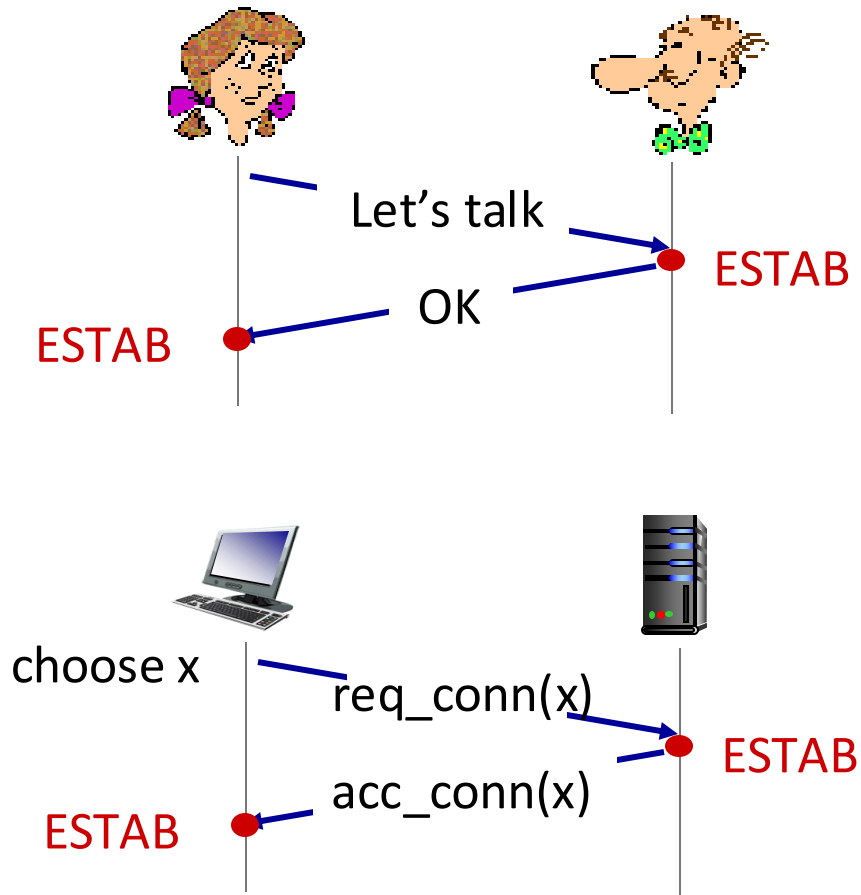 Let’s talk
ESTAB
OK
ESTAB
choose x
req_conn(x)
ESTAB
acc_conn(x)
ESTAB